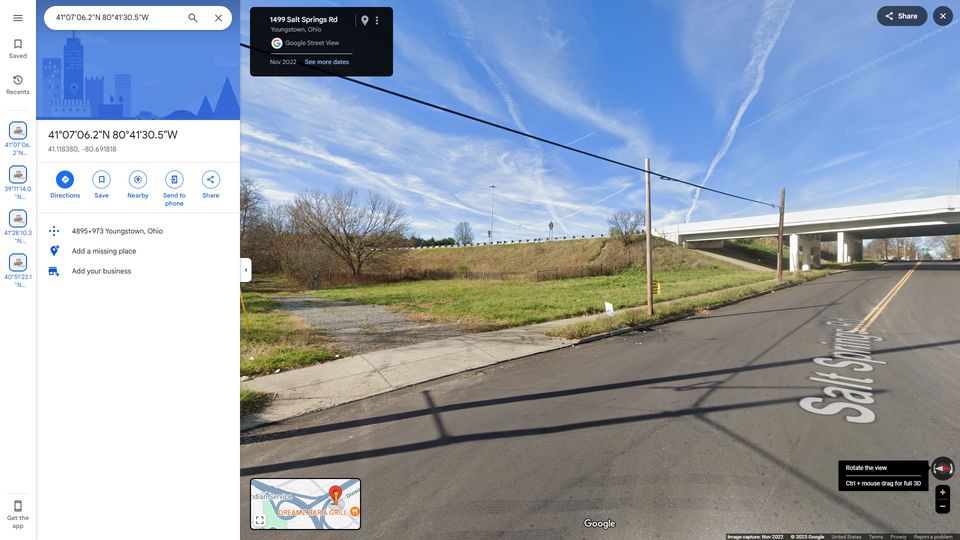 41°07'06.2"N 80°41'30.5"W
Saved
Recents
41°07'06.
2"N...
39°11'14.0
"N...
41°28'10.3
"N...
40°51'23.1
"N...
Get the
app
41°07'06.2"N 80°41'30.5"W
41.118380, -80.691818
Directions
Save
Nearby
Send to
phone
Share
4895+973 Youngstown, Ohio
Add a missing place
Add your business
1499 Salt Springs Rd
Youngstown, Ohio
Google Street View
Nov 2022 See more dates
Share
Salt Springs Rd
Rotate the view
Ctrl + mouse drag for full 3D
ridian Service
DREAMZ BAR & GRILL
Google
Image capture: Nov 2022 © 2025 Google United States Terms Privacy Report a problem